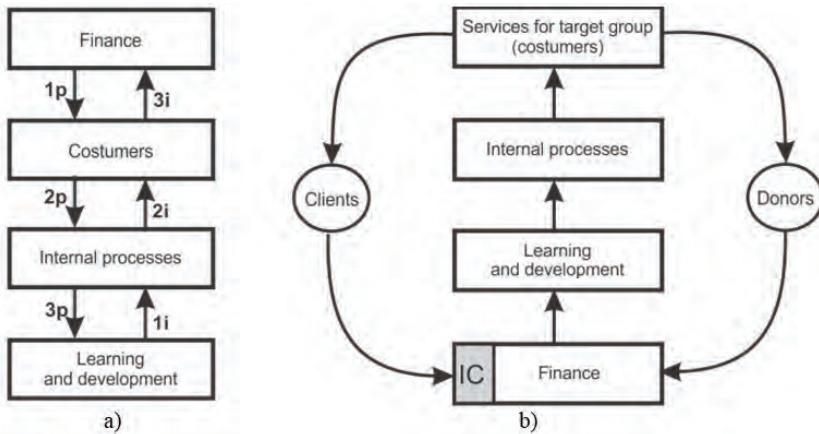 Finance
1p
3i
Costumers
2p
2i
Internal processes
3p
1i
Learning
and development
a)
Services for target group
(costumers)
Internal processes
Clients
Donors
Learning
and development
IC
Finance
b)